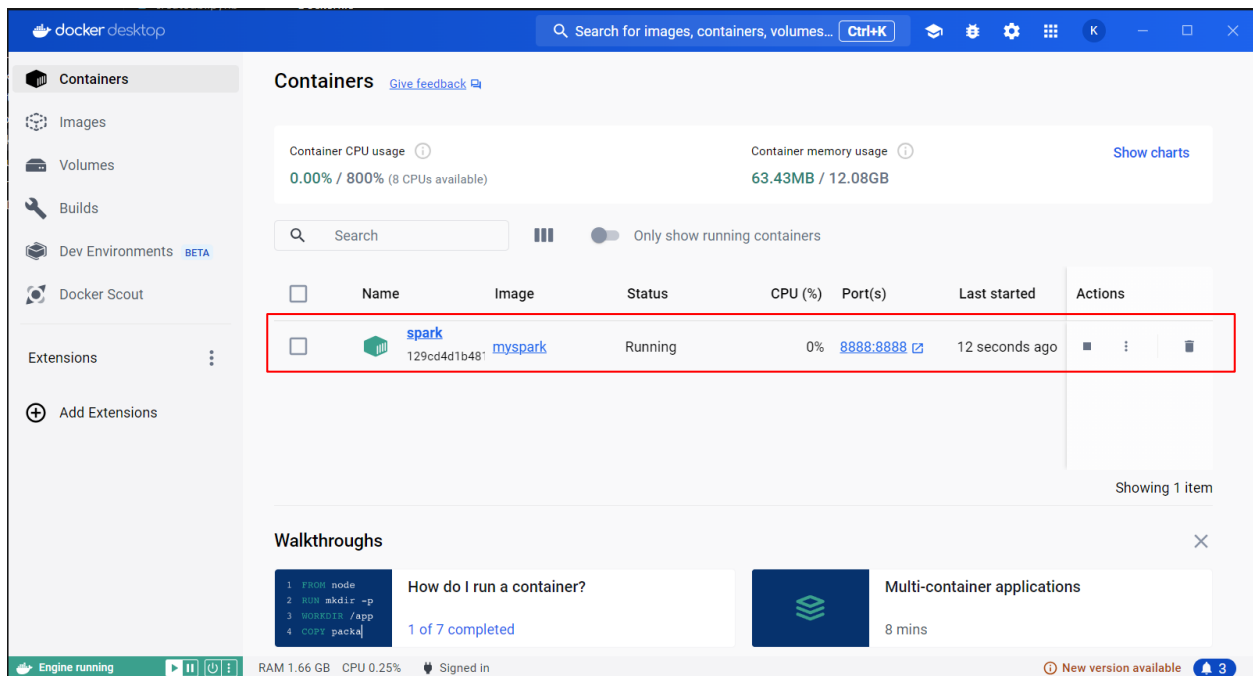 docker desktop
Search for images, containers, volumes... Ctrl+K
K
Containers
Images
Volumes
Builds
Dev Environments BETA
Docker Scout
Extensions
Add Extensions
Containers Give feedback
Container CPU usage
0.00% / 800% (8 CPUs available)
Container memory usage
63.43MB / 12.08GB
Show charts
Search
Only show running containers
Name Image Status CPU (%) Port(s) Last started Actions
spark
129cd4d1b481 myspark Running 0% 8888:8888 12 seconds ago
Showing 1 item
Walkthroughs
1 FROM node
2 RUN mkdir -p
3 WORKDIR /app
4 COPY packa
How do I run a container?
1 of 7 completed
Multi-container applications
8 mins
Engine running
RAM 1.66 GB CPU 0.25% Signed in
New version available 3